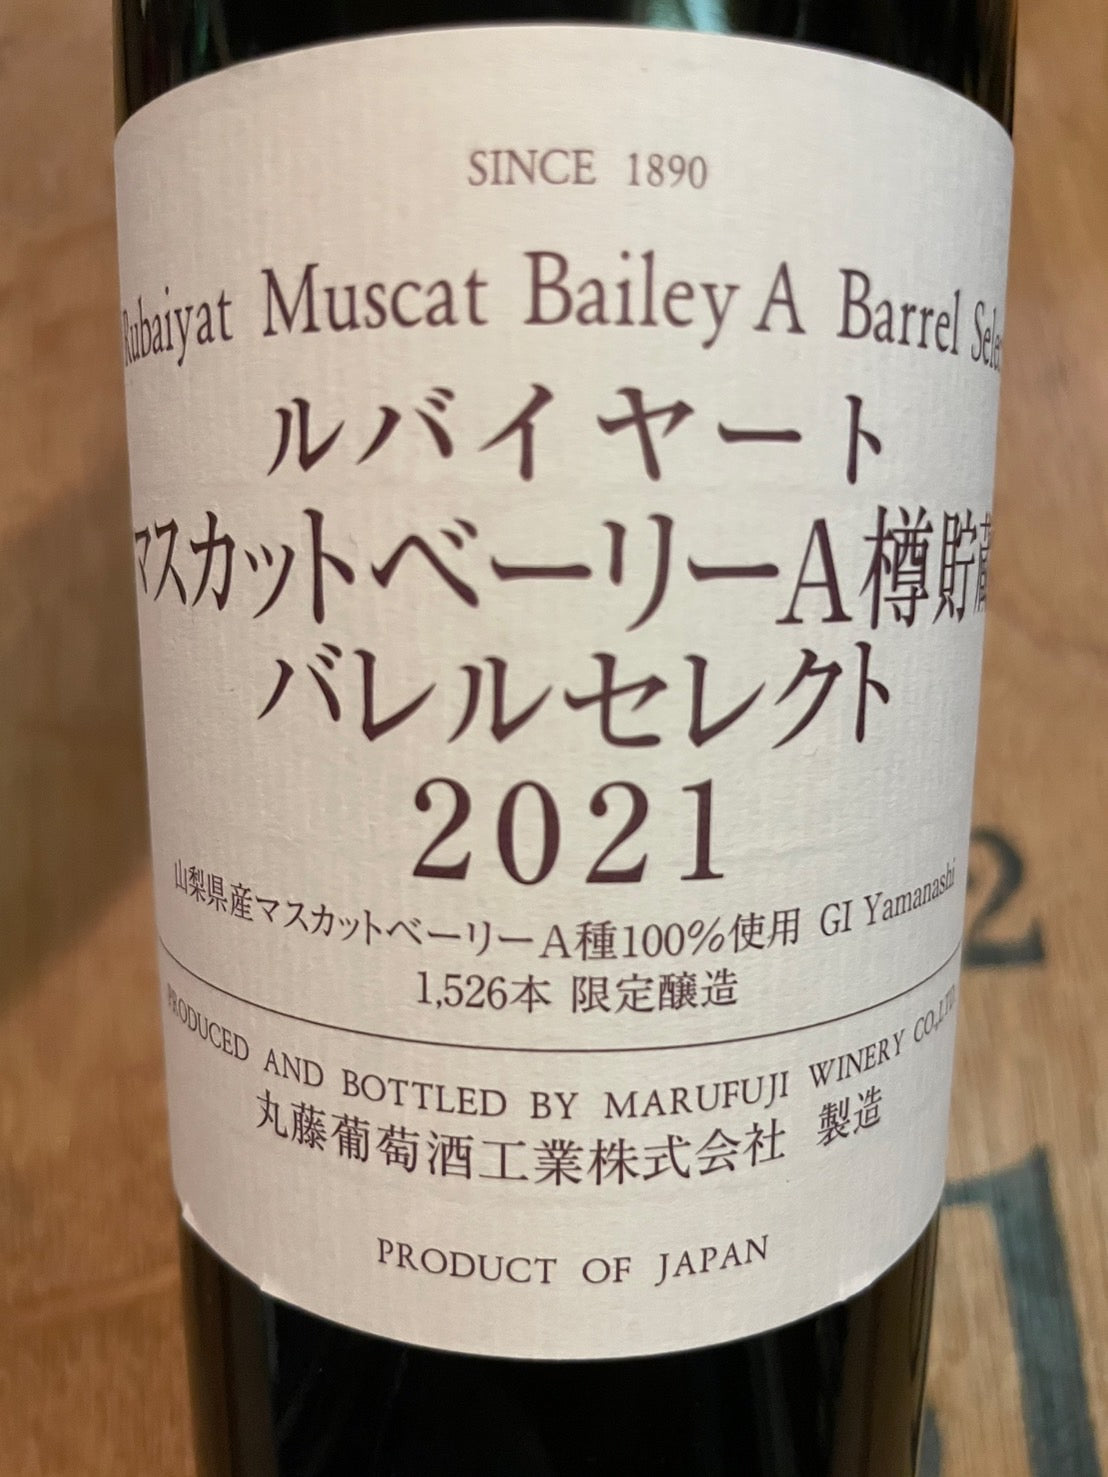 SINCE 1890
Rubaiyat Muscat Bailey A Barrel
ルバイヤート
マスカットベーリーA樽貯蔵
バレルセレクト
2021
山梨県産マスカットベーリーA種100%使用 GI Yamanashi
1,526本 限定醸造
PRODUCED AND BOTTLED BY MARUFUJI WINERY CO.,LTD.
丸藤葡萄酒工業株式会社 製造
PRODUCT OF JAPAN
2